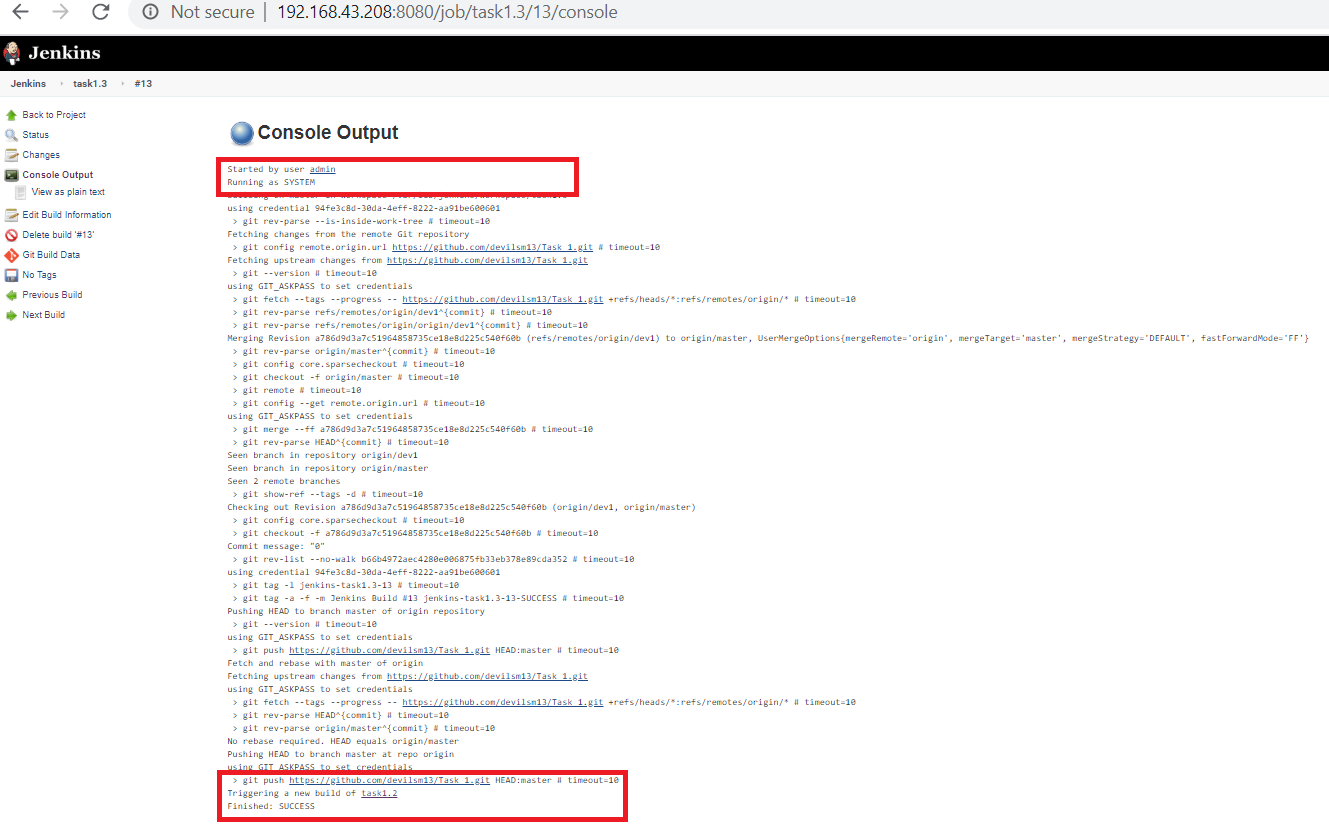 Not secure | 192.168.43.208:8080/job/task1.3/13/console
Jenkins
Jenkins › task1.3 › #13
Back to Project
Status
Changes
Console Output
View as plain text
Edit Build Information
Delete build '#13'
Git Build Data
No Tags
Previous Build
Next Build
Console Output
Started by user admin
Running as SYSTEM
using credential 94fe3c8d-30da-4eff-8222-aa91be600601
> git rev-parse --is-inside-work-tree # timeout=10
Fetching changes from the remote Git repository
> git config remote.origin.url https://github.com/devilsm13/Task_1.git # timeout=10
Fetching upstream changes from https://github.com/devilsm13/Task_1.git
> git --version # timeout=10
using GIT_ASKPASS to set credentials
> git fetch --tags --progress -- https://github.com/devilsm13/Task_1.git +refs/heads/*:refs/remotes/origin/* # timeout=10
> git rev-parse refs/remotes/origin/dev1^{commit} # timeout=10
> git rev-parse refs/remotes/origin/origin/dev1^{commit} # timeout=10
Merging Revision a786d9d3a7c51964858735ce18e8d225c540f60b (refs/remotes/origin/dev1) to origin/master, UserMergeOptions{mergeRemote='origin', mergeTarget='master', mergeStrategy='DEFAULT', fastForwardMode='FF'}
> git rev-parse origin/master^{commit} # timeout=10
> git config core.sparsecheckout # timeout=10
> git checkout -f origin/master # timeout=10
> git remote # timeout=10
> git config --get remote.origin.url # timeout=10
using GIT_ASKPASS to set credentials
> git merge --ff a786d9d3a7c51964858735ce18e8d225c540f60b # timeout=10
> git rev-parse HEAD^{commit} # timeout=10
Seen branch in repository origin/dev1
Seen branch in repository origin/master
Seen 2 remote branches
> git show-ref --tags -d # timeout=10
Checking out Revision a786d9d3a7c51964858735ce18e8d225c540f60b (origin/dev1, origin/master)
> git config core.sparsecheckout # timeout=10
> git checkout -f a786d9d3a7c51964858735ce18e8d225c540f60b # timeout=10
Commit message: "0"
> git rev-list --no-walk b66b4972aec4280e006875fb33eb378e89cda352 # timeout=10
using credential 94fe3c8d-30da-4eff-8222-aa91be600601
> git tag -l jenkins-task1.3-13 # timeout=10
> git tag -a -f -m Jenkins Build #13 jenkins-task1.3-13-SUCCESS # timeout=10
Pushing HEAD to branch master of origin repository
> git --version # timeout=10
using GIT_ASKPASS to set credentials
> git push https://github.com/devilsm13/Task_1.git HEAD:master # timeout=10
Fetch and rebase with master of origin
Fetching upstream changes from https://github.com/devilsm13/Task_1.git
using GIT_ASKPASS to set credentials
> git fetch --tags --progress -- https://github.com/devilsm13/Task_1.git +refs/heads/*:refs/remotes/origin/* # timeout=10
> git rev-parse HEAD^{commit} # timeout=10
> git rev-parse origin/master^{commit} # timeout=10
No rebase required. HEAD equals origin/master
Pushing HEAD to branch master at repo origin
using GIT_ASKPASS to set credentials
> git push https://github.com/devilsm13/Task_1.git HEAD:master # timeout=10
Triggering a new build of task1.2
Finished: SUCCESS